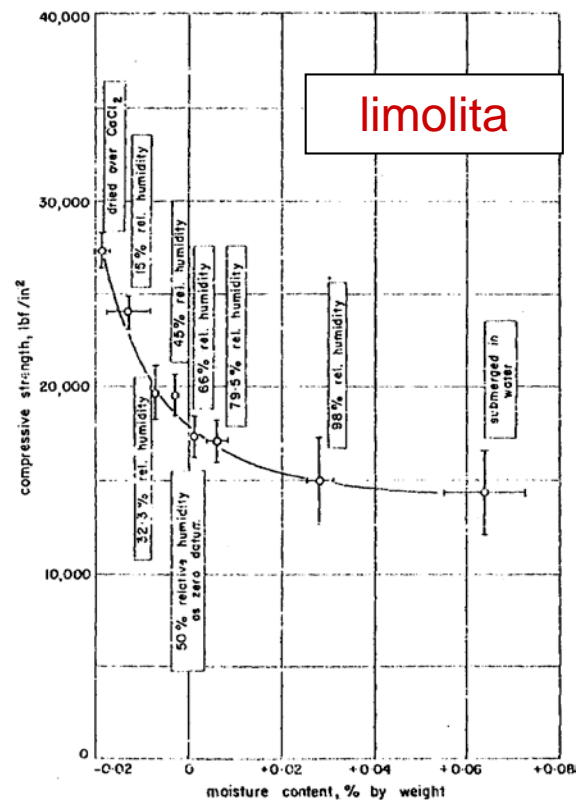 40,000
limolita
dried over CaCl₂
15% rel. humidity
30,000
45% rel. humidity
66% rel. humidity
79·5% rel. humidity
98% rel. humidity
submerged in
water
compressive strength, lbf/in²
20,000
32·3% rel. humidity
50% relative humidity
as zero datum
10,000
0
-0·02
0
+0·02
+0·04
+0·06
+0·08
moisture content, % by weight